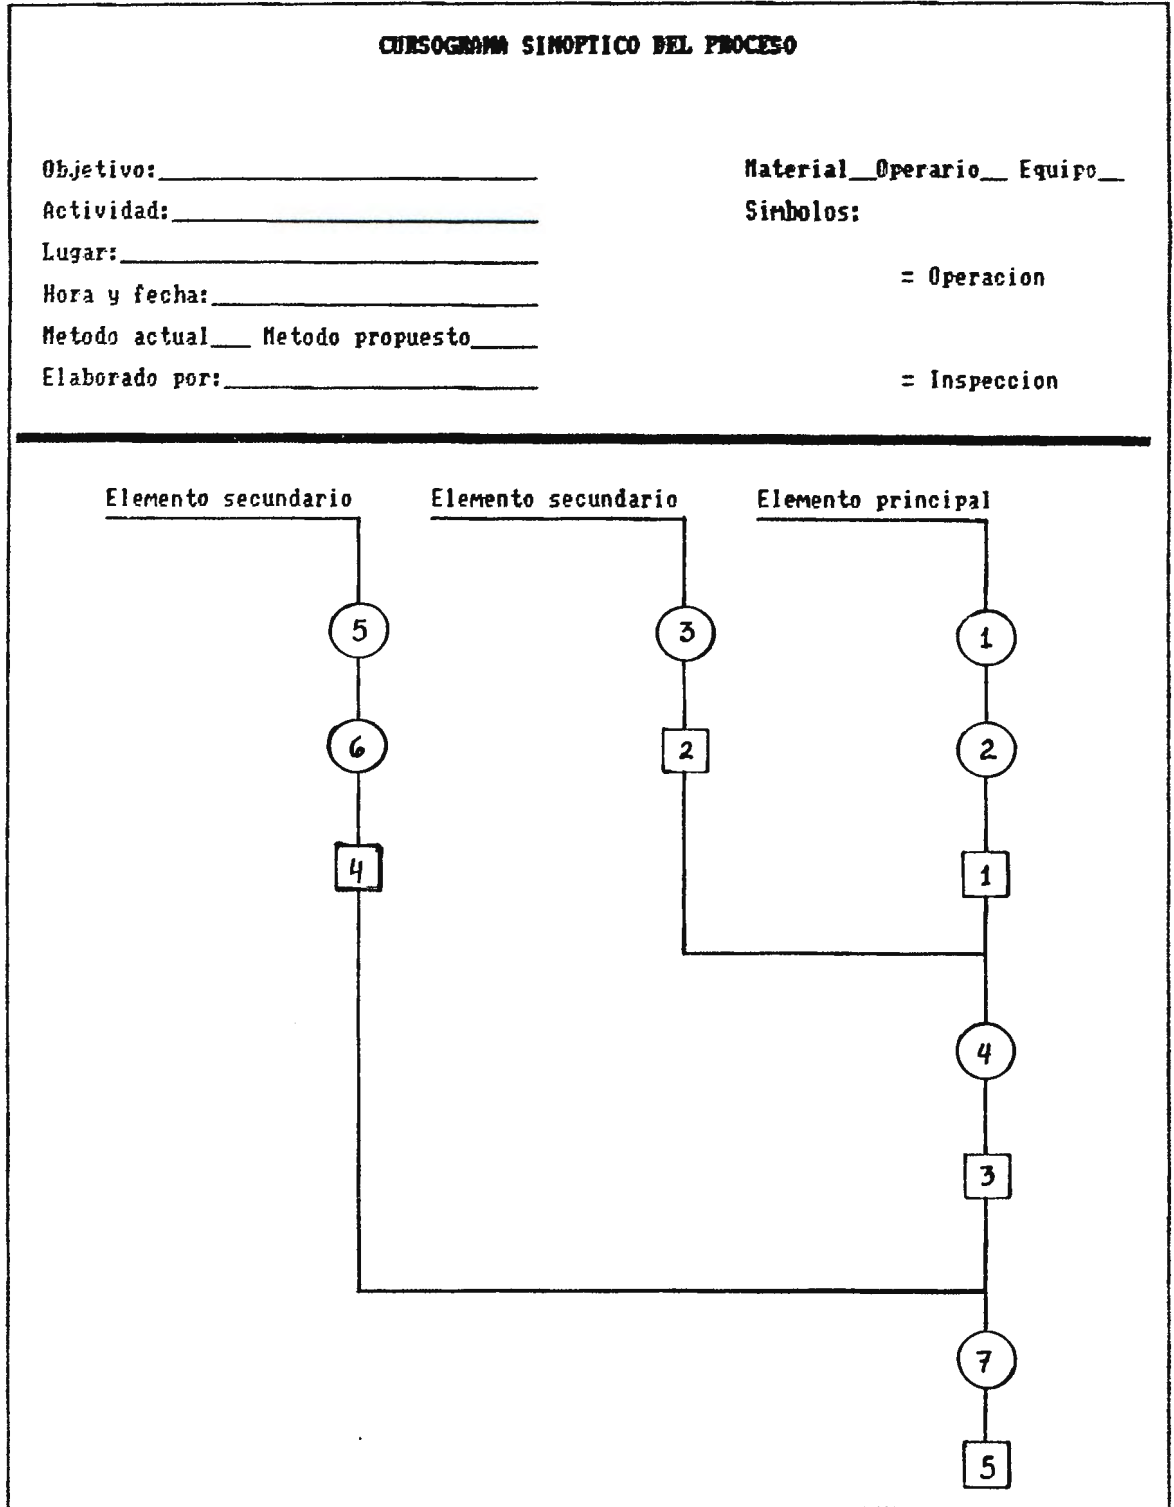 CURSOGRAMA SINOPTICO DEL PROCESO
Objetivo:
Actividad:
Lugar:
Hora y fecha:
Metodo actual___ Metodo propuesto_____
Elaborado por:
Material__Operario__ Equipo__
Simbolos:
= Operacion
= Inspeccion
Elemento secundario Elemento secundario Elemento principal
5 3 1
6 2 2
4 1
4
3
7
5